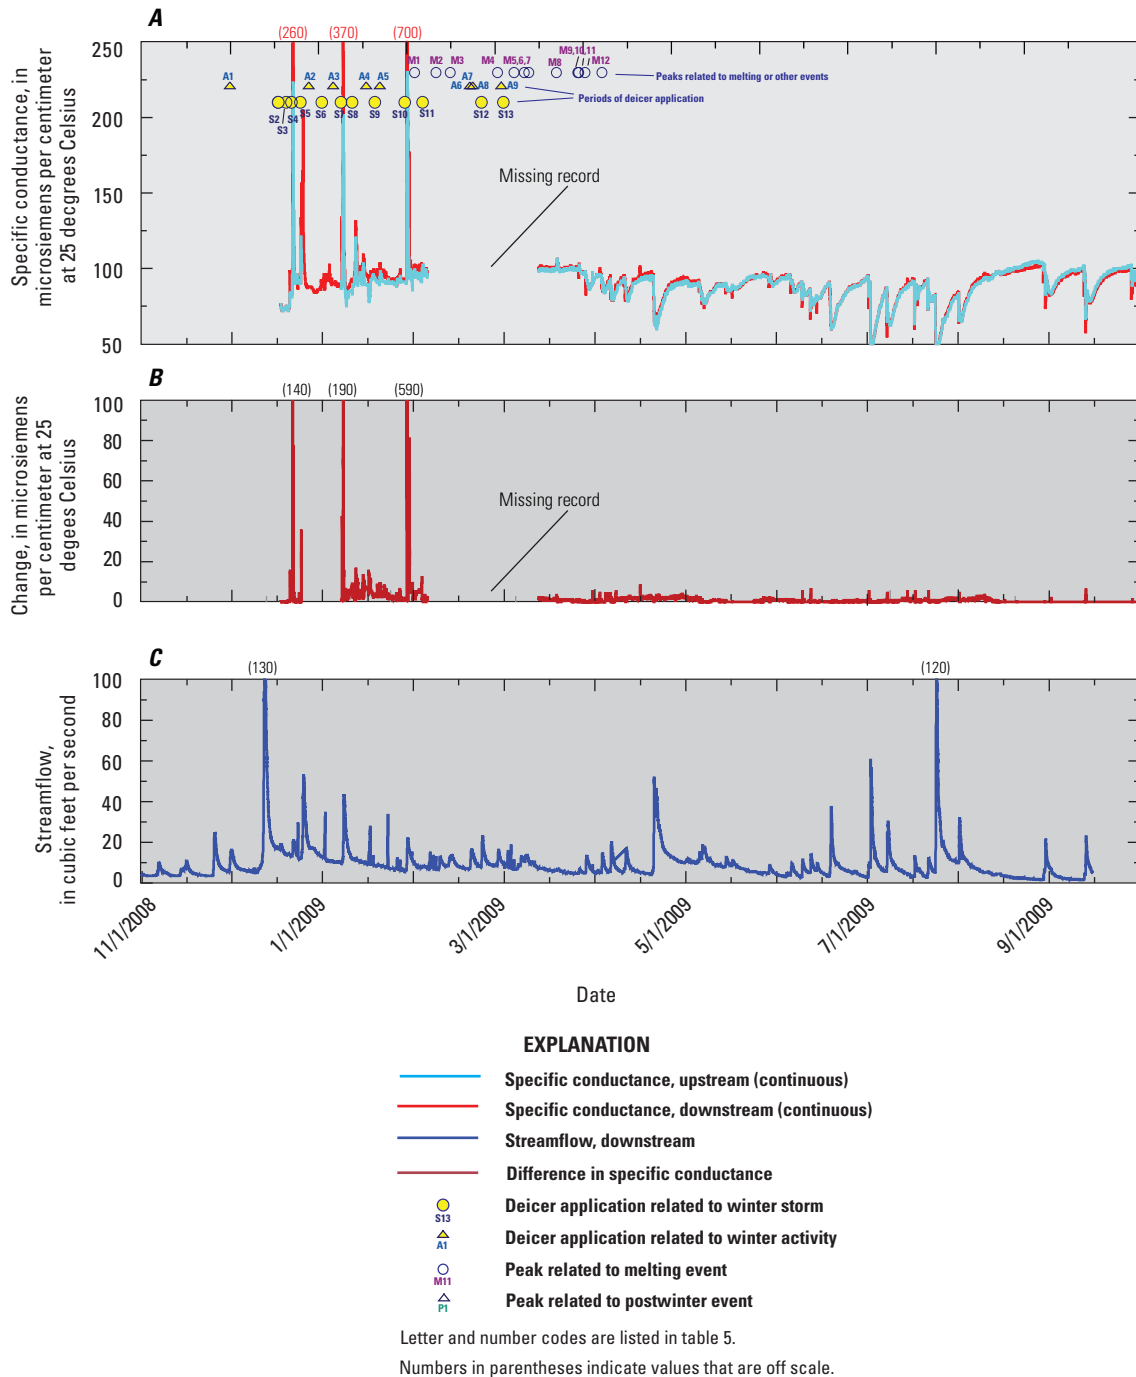 A
(260) (370) (700)
250
200
150
100
50
Specific conductance, in
microsiemens per centimeter
at 25 decgrees Celsius
M9,10,11
M1 M2 M3 M4 M5,6,7 M8 M12
Peaks related to melting or other events
A1 A2 A3 A4 A5 A7
A6 A8 A9
Periods of deicer application
S2 S3 S4 S5 S6 S7 S8 S9 S10 S11 S12 S13
Missing record
B
(140) (190) (590)
100
80
60
40
20
0
Change, in microsiemens
per centimeter at 25
degees Celsius
Missing record
C
(130) (120)
100
80
60
40
20
0
Streamflow,
in cubic feet per second
11/1/2008 1/1/2009 3/1/2009 5/1/2009 7/1/2009 9/1/2009
Date
EXPLANATION
Specific conductance, upstream (continuous)
Specific conductance, downstream (continuous)
Streamflow, downstream
Difference in specific conductance
Deicer application related to winter storm
S13
Deicer application related to winter activity
A1
Peak related to melting event
M11
Peak related to postwinter event
P1
Letter and number codes are listed in table 5.
Numbers in parentheses indicate values that are off scale.